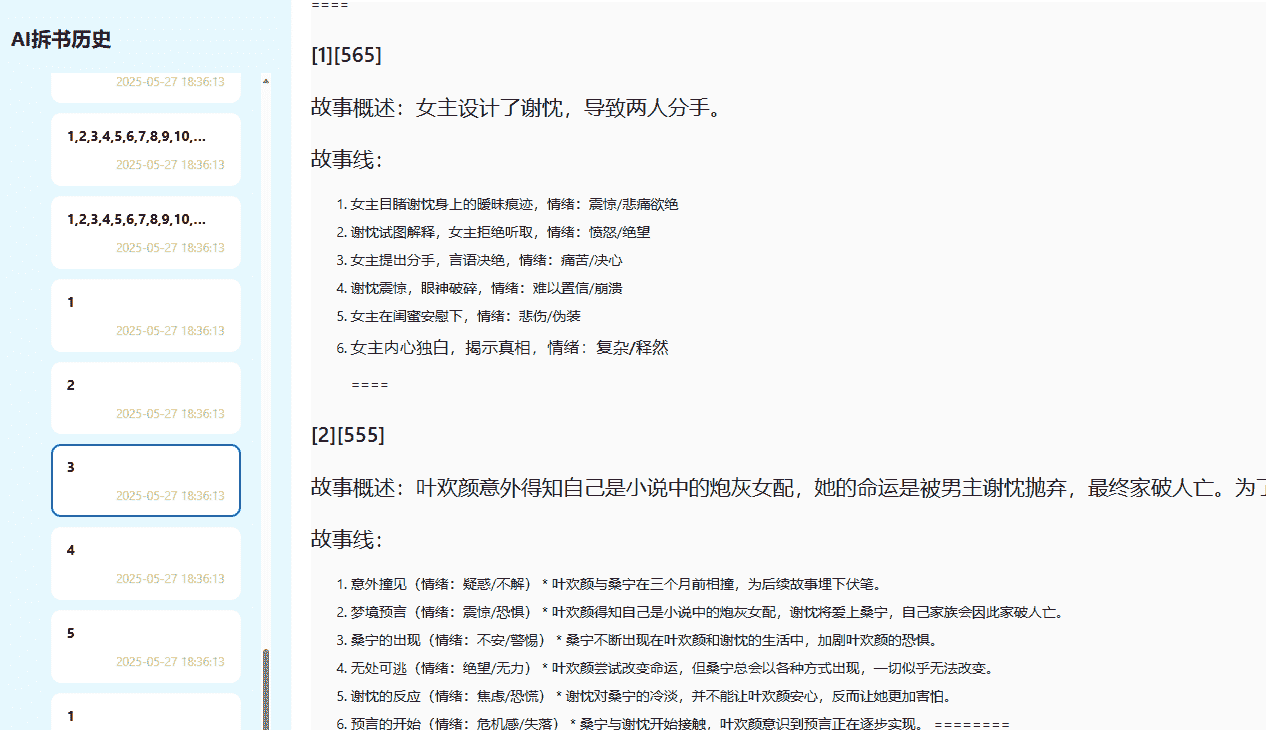 AI拆书历史
2025-05-27 18:36:13
1,2,3,4,5,6,7,8,9,10,...
2025-05-27 18:36:13
1,2,3,4,5,6,7,8,9,10,...
2025-05-27 18:36:13
1
2025-05-27 18:36:13
2
2025-05-27 18:36:13
3
2025-05-27 18:36:13
4
2025-05-27 18:36:13
5
2025-05-27 18:36:13
1
====
[1][565]
故事概述：女主设计了谢忱，导致两人分手。
故事线：
1. 女主目睹谢忱身上的暧昧痕迹，情绪：震惊/悲痛欲绝
2. 谢忱试图解释，女主拒绝听取，情绪：愤怒/绝望
3. 女主提出分手，言语决绝，情绪：痛苦/决心
4. 谢忱震惊，眼神破碎，情绪：难以置信/崩溃
5. 女主在闺蜜安慰下，情绪：悲伤/伪装
6. 女主内心独白，揭示真相，情绪：复杂/释然
====
[2][555]
故事概述：叶欢颜意外得知自己是小说中的炮灰女配，她的命运是被男主谢忱抛弃，最终家破人亡。为了
故事线：
1. 意外撞见（情绪：疑惑/不解） * 叶欢颜与桑宁在三个月前相撞，为后续故事埋下伏笔。
2. 梦境预言（情绪：震惊/恐惧） * 叶欢颜得知自己是小说中的炮灰女配，谢忱将爱上桑宁，自己家族会因此家破人亡。
3. 桑宁的出现（情绪：不安/警惕） * 桑宁不断出现在叶欢颜和谢忱的生活中，加剧叶欢颜的恐惧。
4. 无处可逃（情绪：绝望/无力） * 叶欢颜尝试改变命运，但桑宁总会以各种方式出现，一切似乎无法改变。
5. 谢忱的反应（情绪：焦虑/恐慌） * 谢忱对桑宁的冷淡，并不能让叶欢颜安心，反而让她更加害怕。
6. 预言的开始（情绪：危机感/失落） * 桑宁与谢忱开始接触，叶欢颜意识到预言正在逐步实现。 ========